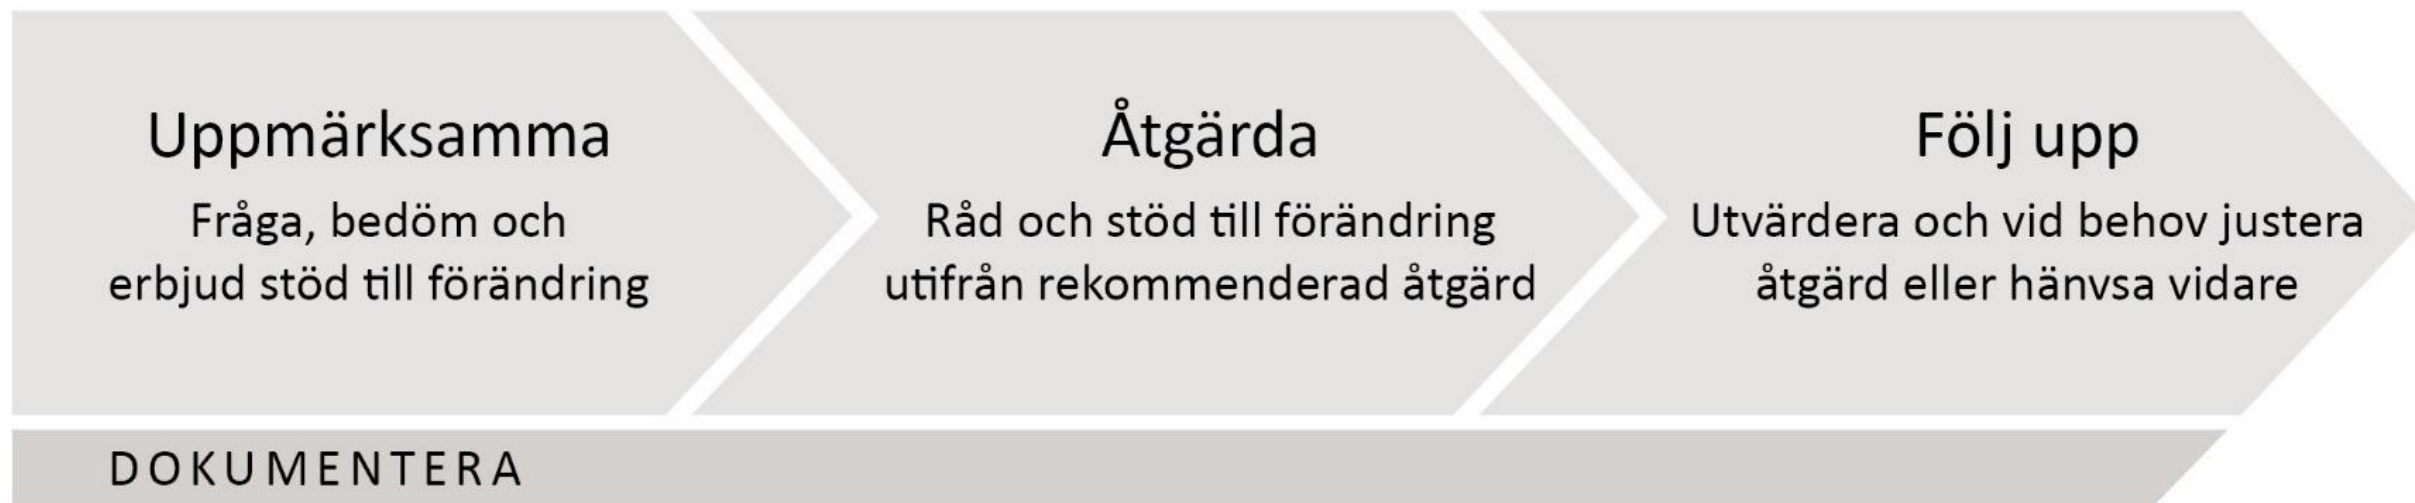 Uppmärksamma
Fråga, bedöm och
erbjud stöd till förändring
Åtgärda
Råd och stöd till förändring
utifrån rekommenderad åtgärd
Följ upp
Utvärdera och vid behov justera
åtgärd eller hänvsa vidare
DOKUMENTERA